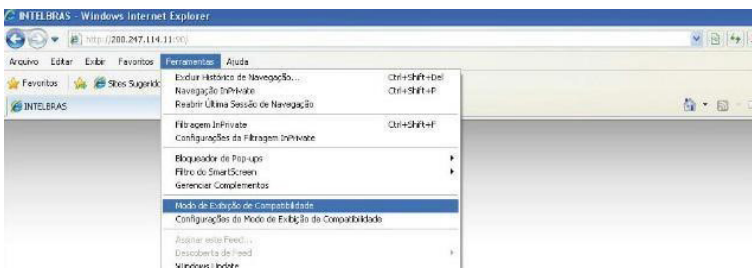 INTELBRAS - Windows Internet Explorer
http://200.247.114.11:90/
Arquivo Editar Exibir Favoritos Ferramentas Ajuda
Favoritos Sites Sugerido
INTELBRAS
Excluir Histórico de Navegação... Ctrl+Shift+Del
Navegação InPrivate Ctrl+Shift+P
Reabrir Última Sessão de Navegação
Filtragem InPrivate Ctrl+Shift+F
Configurações da Filtragem InPrivate
Bloqueador de Pop-ups
Filtro do SmartScreen
Gerenciar Complementos
Modo de Exibição de Compatibilidade
Configurações do Modo de Exibição de Compatibilidade
Assinar este Feed...
Descoberta de Feed
Windows Update